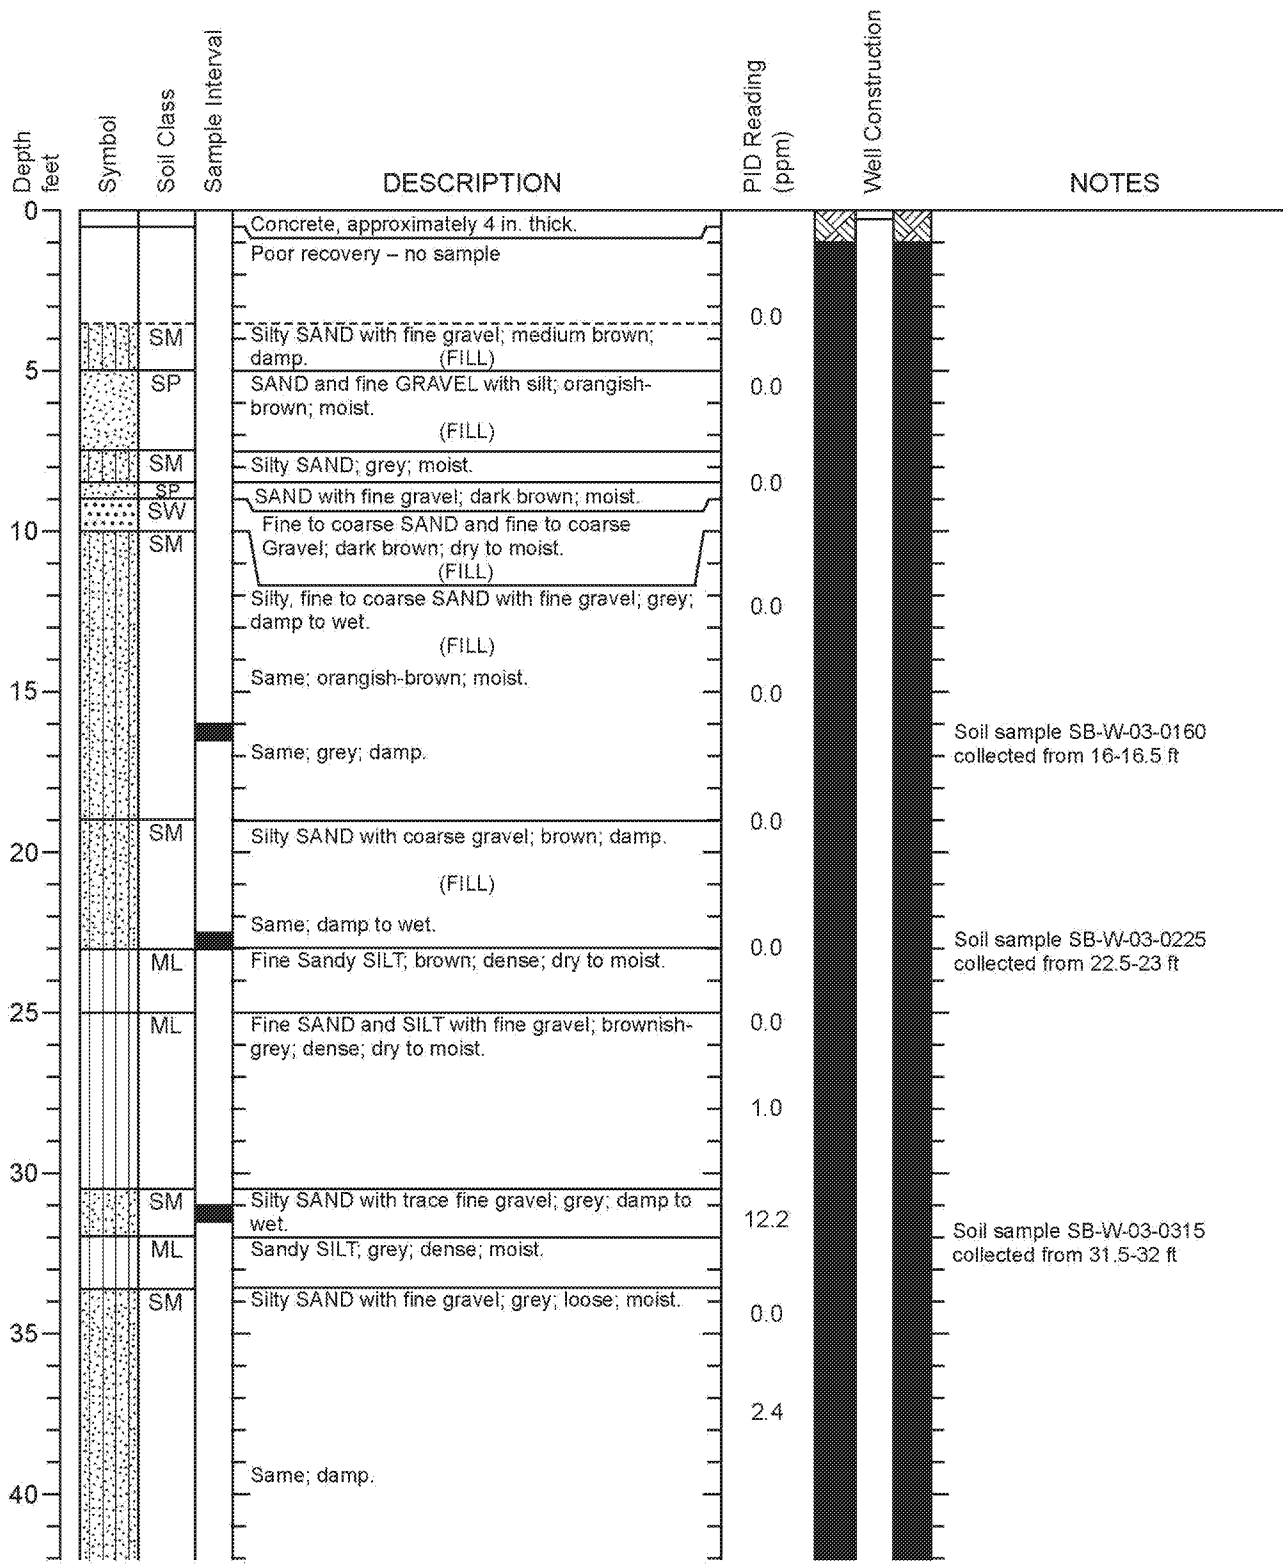 Depth
feet
Symbol
Soil Class
Sample Interval
DESCRIPTION
PID Reading
(ppm)
Well Construction
NOTES
0
Concrete, approximately 4 in. thick.
Poor recovery – no sample
0.0
SM
Silty SAND with fine gravel; medium brown;
damp. (FILL)
5
SP
SAND and fine GRAVEL with silt; orangish-
brown; moist.
(FILL)
0.0
SM
Silty SAND; grey; moist.
0.0
SP
SAND with fine gravel; dark brown; moist.
SW
Fine to coarse SAND and fine to coarse
Gravel; dark brown; dry to moist.
(FILL)
10
SM
Silty, fine to coarse SAND with fine gravel; grey;
damp to wet.
(FILL)
0.0
Same; orangish-brown; moist.
15
0.0
Soil sample SB-W-03-0160
collected from 16-16.5 ft
Same; grey; damp.
SM
Silty SAND with coarse gravel; brown; damp.
0.0
20
(FILL)
Same; damp to wet.
0.0
Soil sample SB-W-03-0225
collected from 22.5-23 ft
ML
Fine Sandy SILT; brown; dense; dry to moist.
25
ML
Fine SAND and SILT with fine gravel; brownish-
grey; dense; dry to moist.
0.0
1.0
30
SM
Silty SAND with trace fine gravel; grey; damp to
wet.
12.2
Soil sample SB-W-03-0315
collected from 31.5-32 ft
ML
Sandy SILT; grey; dense; moist.
SM
Silty SAND with fine gravel; grey; loose; moist.
0.0
35
2.4
Same; damp.
40